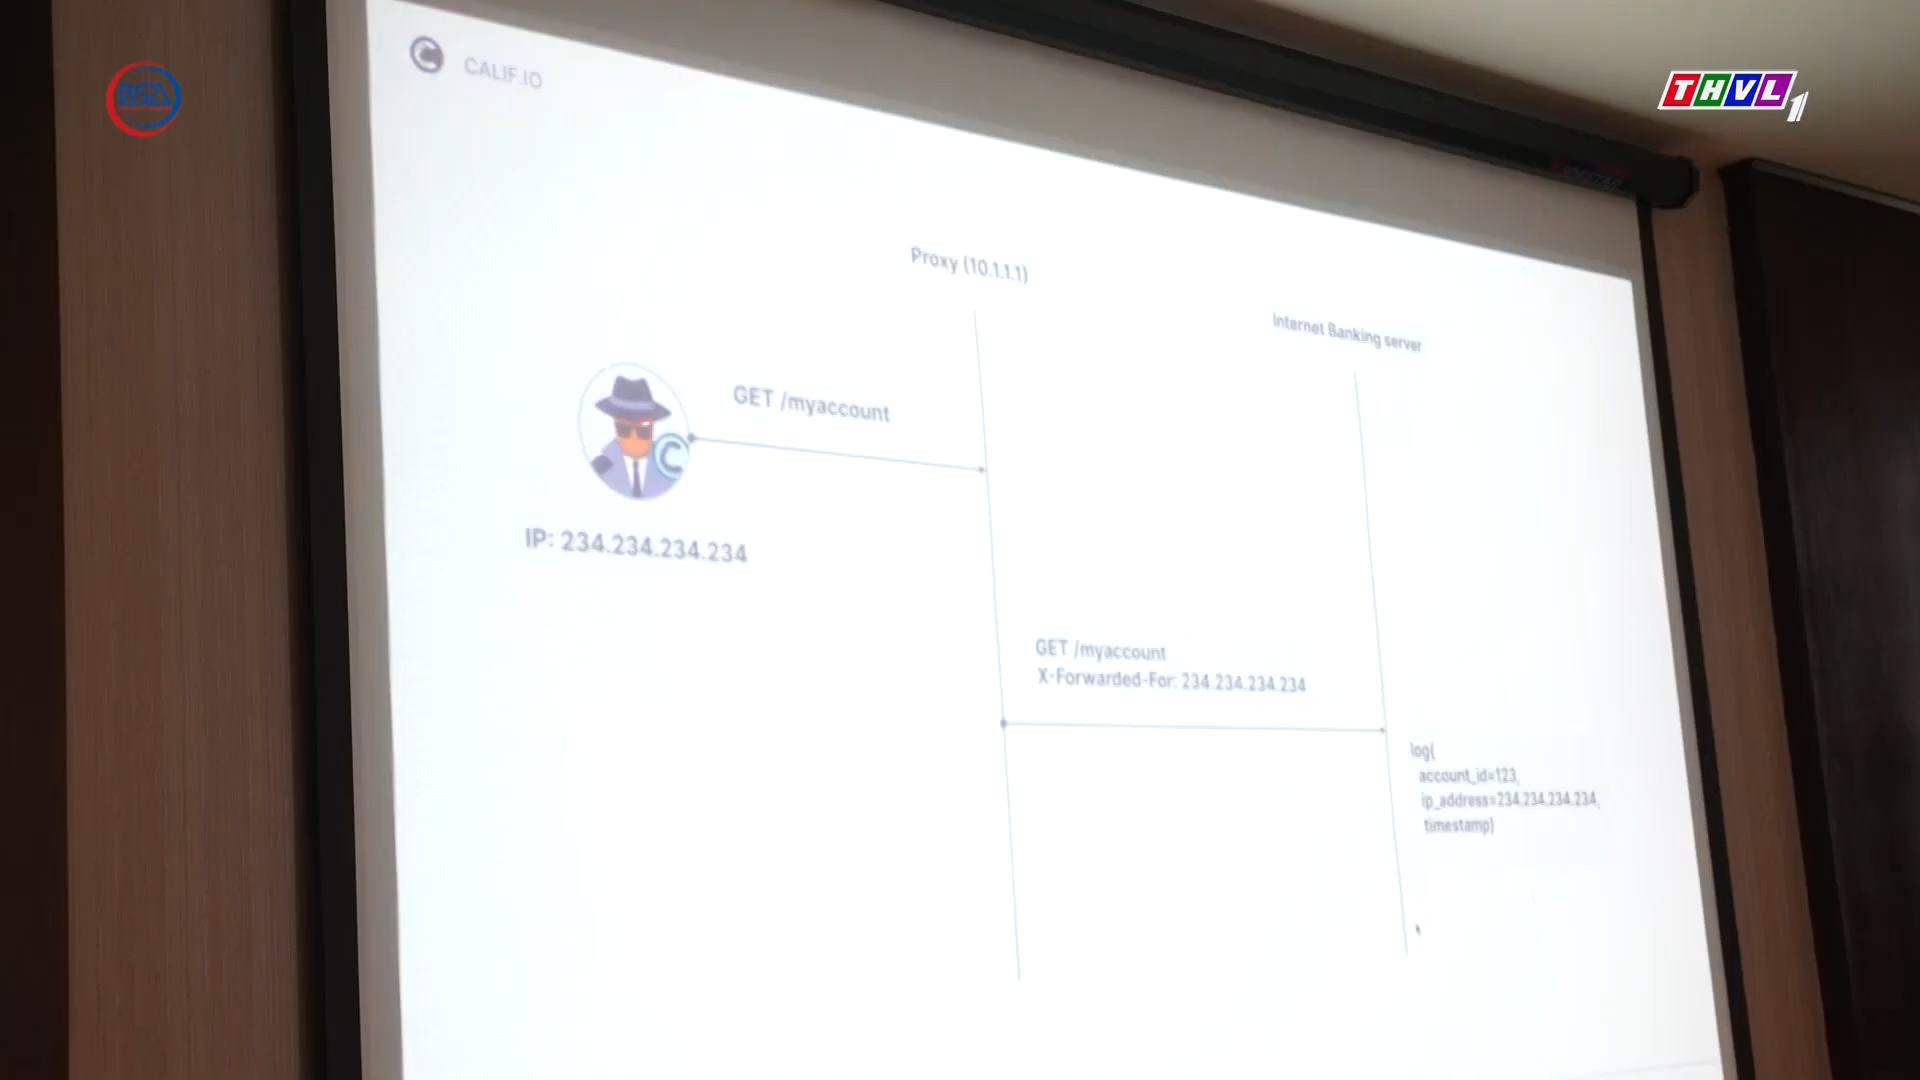 BSA
THVL1
CALIF.IO
Proxy (10.1.1.1)
Internet Banking server
GET /myaccount
IP: 234.234.234.234
GET /myaccount
X-Forwarded-For: 234.234.234.234
log(
account_id=123,
ip_address=234.234.234.234,
timestamp)